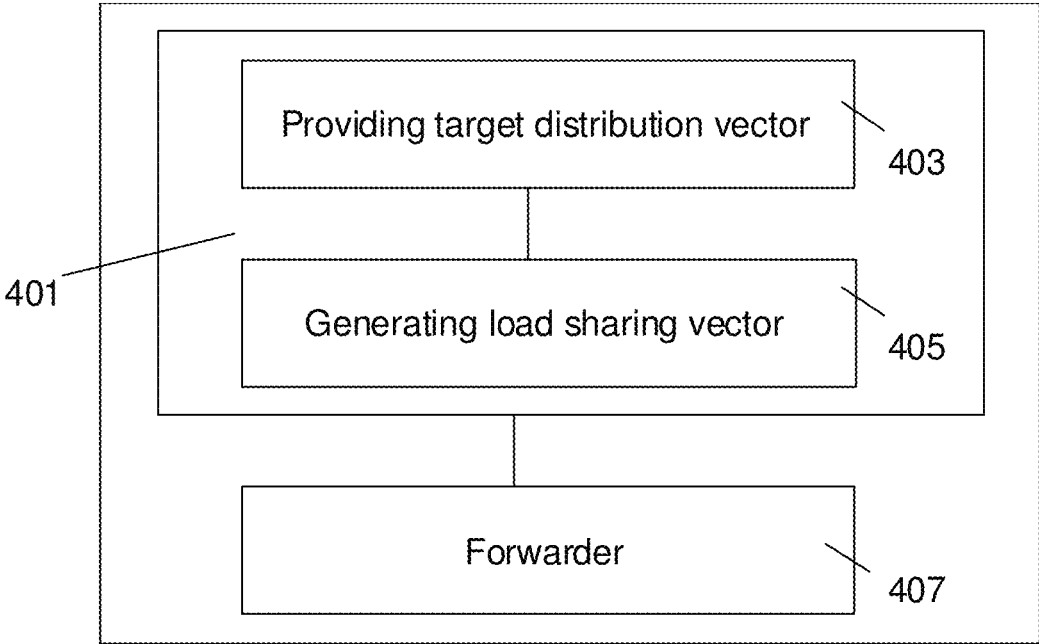 Providing target distribution vector
403
401
Generating load sharing vector
405
Forwarder
407